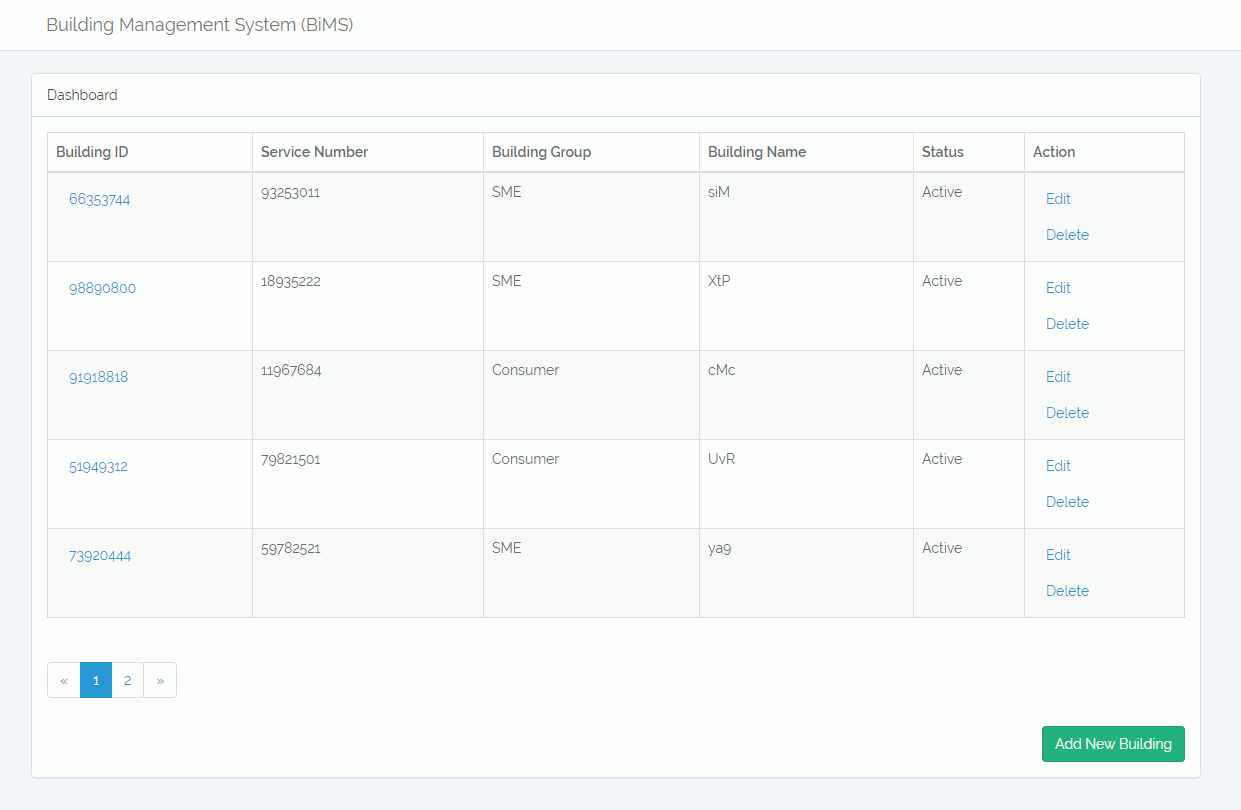 Building Management System (BiMS)
Dashboard
Building ID Service Number Building Group Building Name Status Action
66353744 93253011 SME siM Active Edit
Delete
98890800 18935222 SME XtP Active Edit
Delete
91918818 11967684 Consumer cMc Active Edit
Delete
51949312 79821501 Consumer UvR Active Edit
Delete
73920444 59782521 SME ya9 Active Edit
Delete
« 1 2 »
Add New Building